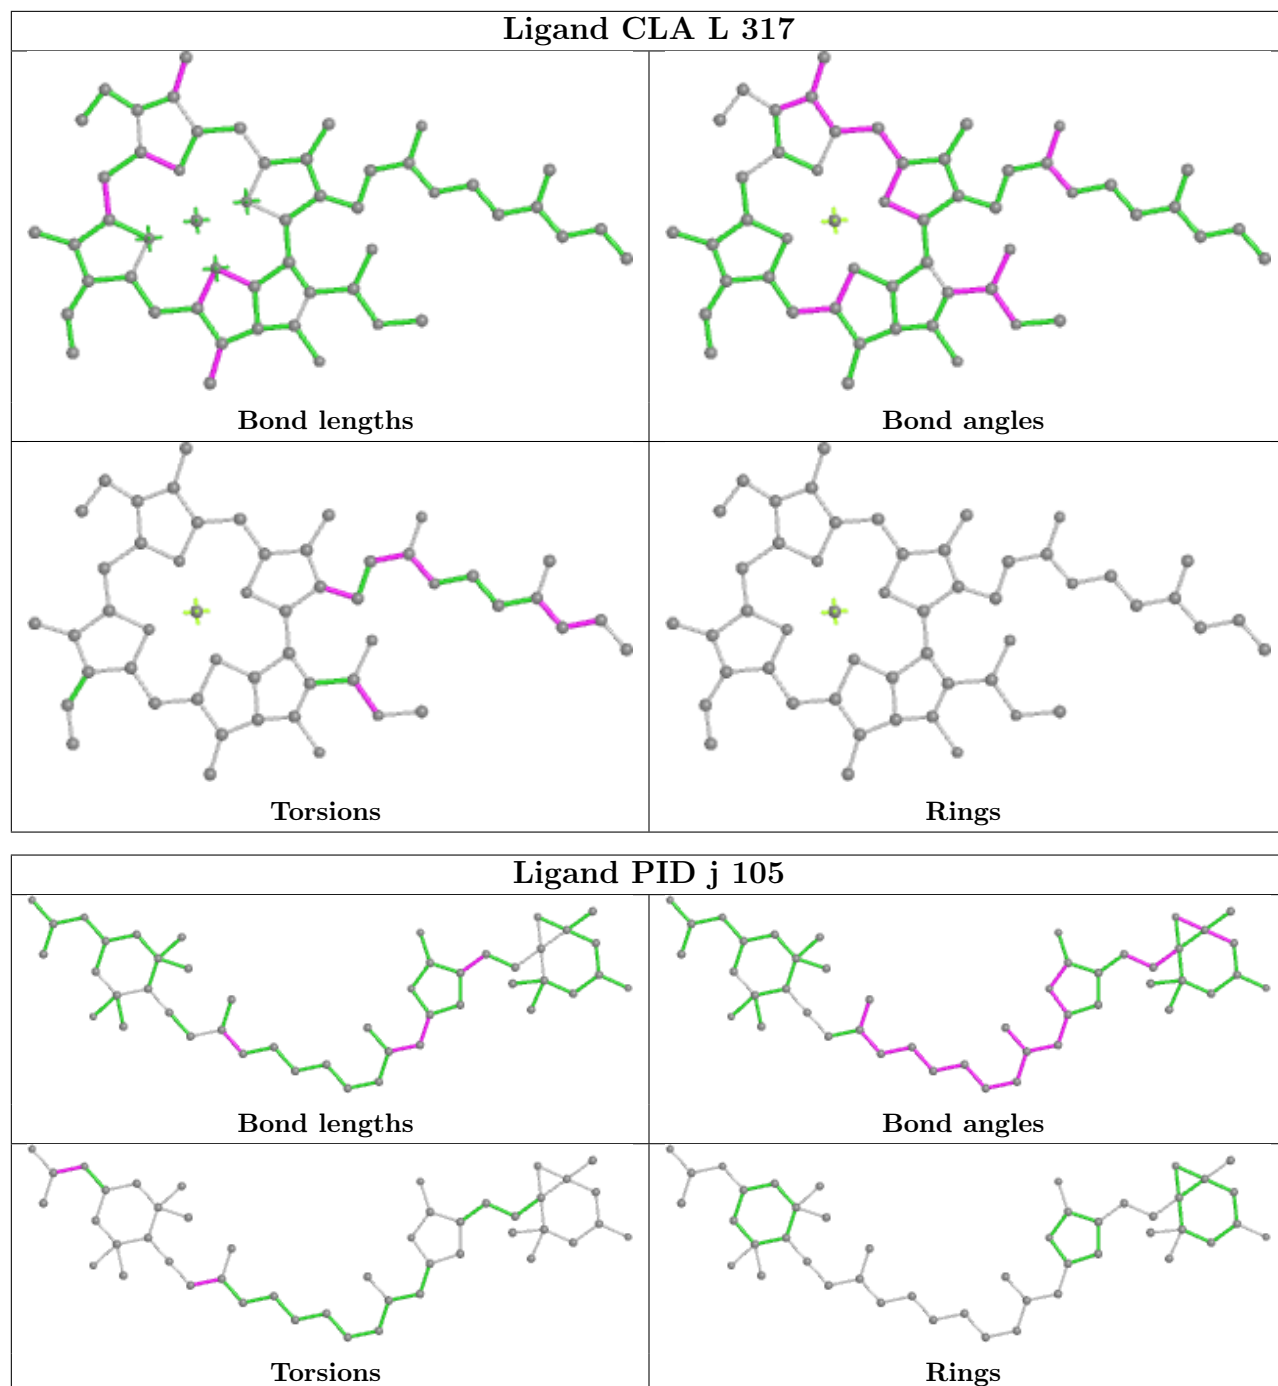 Ligand CLA L 317
Bond lengths
Bond angles
Torsions
Rings
Ligand PID j 105
Bond lengths
Bond angles
Torsions
Rings